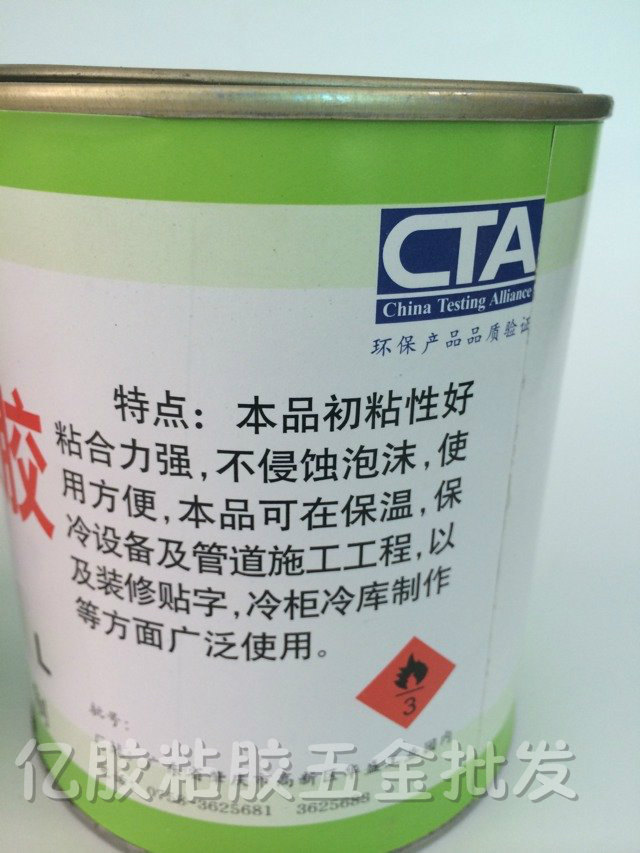 CTA
China Testing Alliance
环保产品品质验证
胶
特点：本品初粘性好
粘合力强，不侵蚀泡沫，使
用方便，本品可在保温，保
冷设备及管道施工工程，以
及装修贴字，冷柜冷库制作
等方面广泛使用。
L
3
批号：
3625681 3625688
亿胶粘胶五金批发